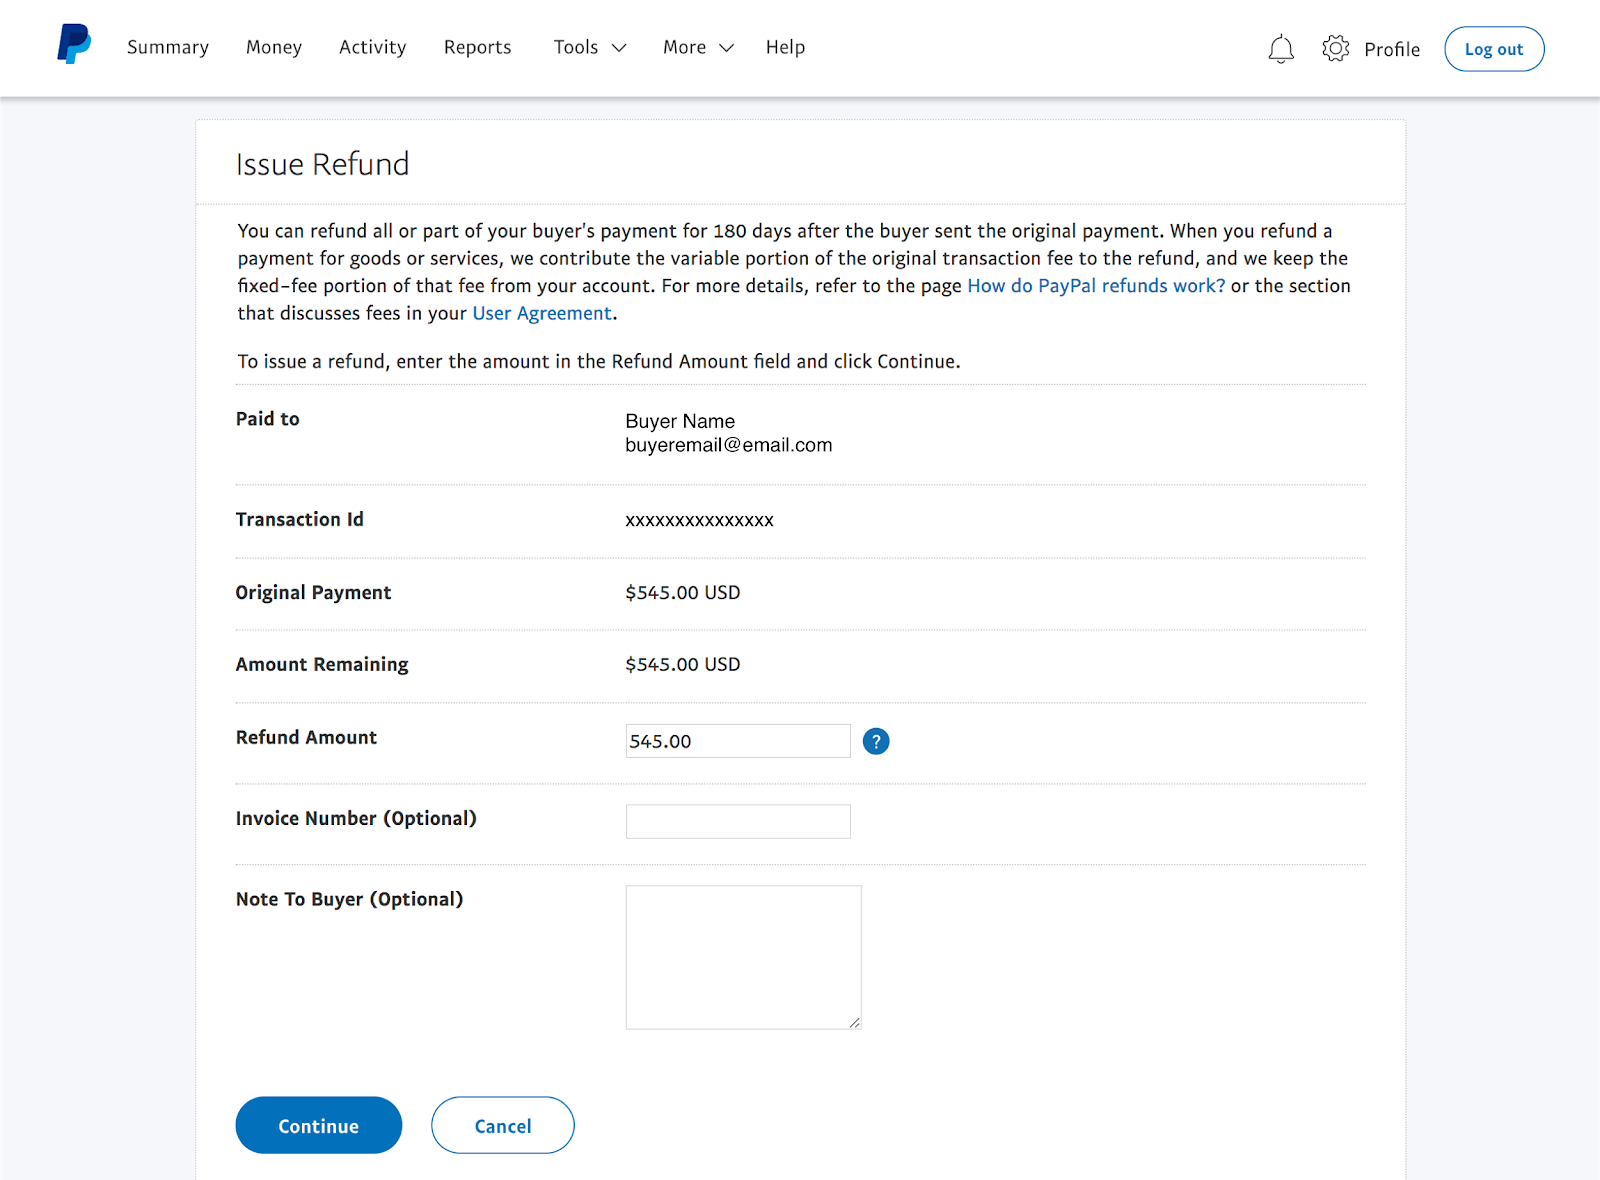 Summary Money Activity Reports Tools More Help Profile Log out
Issue Refund
You can refund all or part of your buyer's payment for 180 days after the buyer sent the original payment. When you refund a
payment for goods or services, we contribute the variable portion of the original transaction fee to the refund, and we keep the
fixed-fee portion of that fee from your account. For more details, refer to the page How do PayPal refunds work? or the section
that discusses fees in your User Agreement.
To issue a refund, enter the amount in the Refund Amount field and click Continue.
Paid to Buyer Name
buyeremail@email.com
Transaction Id xxxxxxxxxxxxxxx
Original Payment $545.00 USD
Amount Remaining $545.00 USD
Refund Amount 545.00 ?
Invoice Number (Optional)
Note To Buyer (Optional)
Continue Cancel